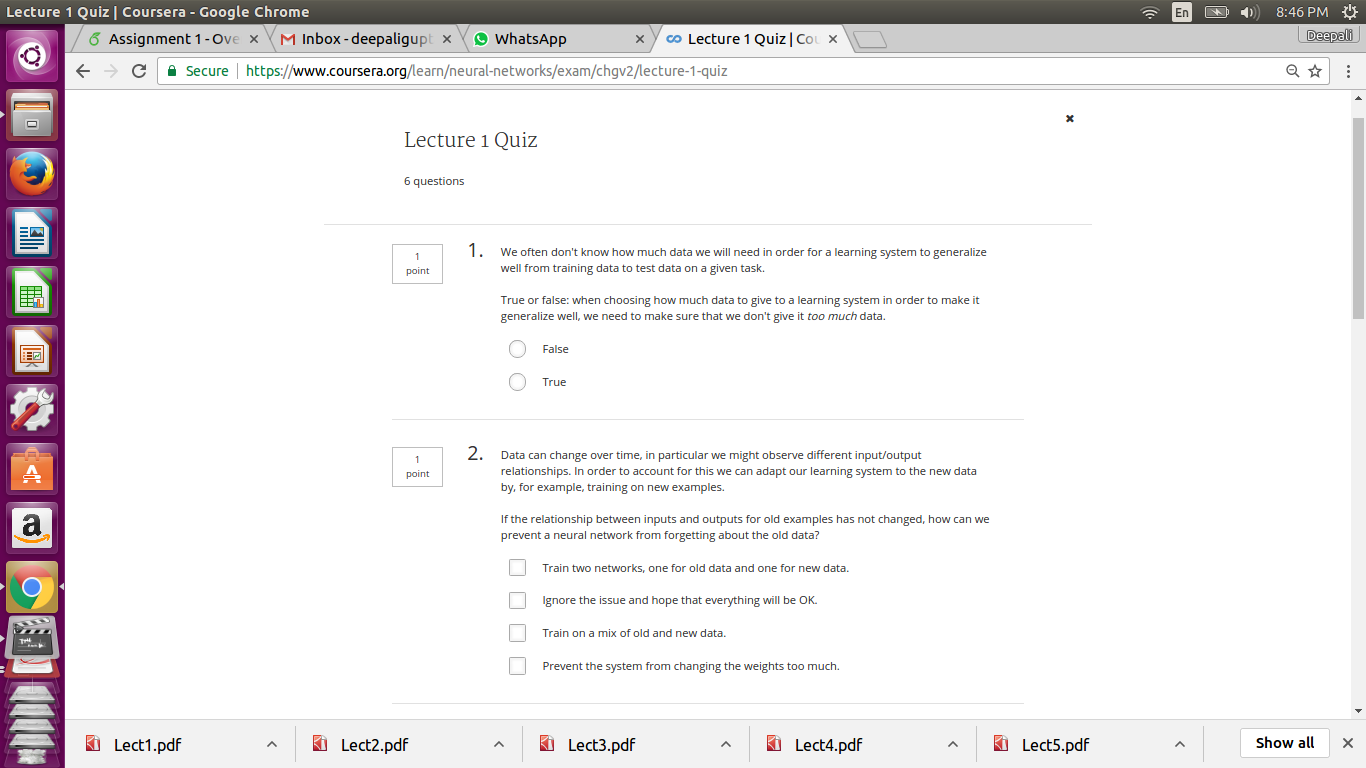 Lecture 1 Quiz | Coursera - Google Chrome
En
8:46 PM
Assignment 1 - Ove
Inbox - deepaligupt
WhatsApp
Lecture 1 Quiz | Cou
Deepali
Secure
https://www.coursera.org/learn/neural-networks/exam/chgv2/lecture-1-quiz
Lecture 1 Quiz
6 questions
1
point
1.
We often don't know how much data we will need in order for a learning system to generalize
well from training data to test data on a given task.
True or false: when choosing how much data to give to a learning system in order to make it
generalize well, we need to make sure that we don't give it too much data.
False
True
1
point
2.
Data can change over time, in particular we might observe different input/output
relationships. In order to account for this we can adapt our learning system to the new data
by, for example, training on new examples.
If the relationship between inputs and outputs for old examples has not changed, how can we
prevent a neural network from forgetting about the old data?
Train two networks, one for old data and one for new data.
Ignore the issue and hope that everything will be OK.
Train on a mix of old and new data.
Prevent the system from changing the weights too much.
Lect1.pdf
Lect2.pdf
Lect3.pdf
Lect4.pdf
Lect5.pdf
Show all